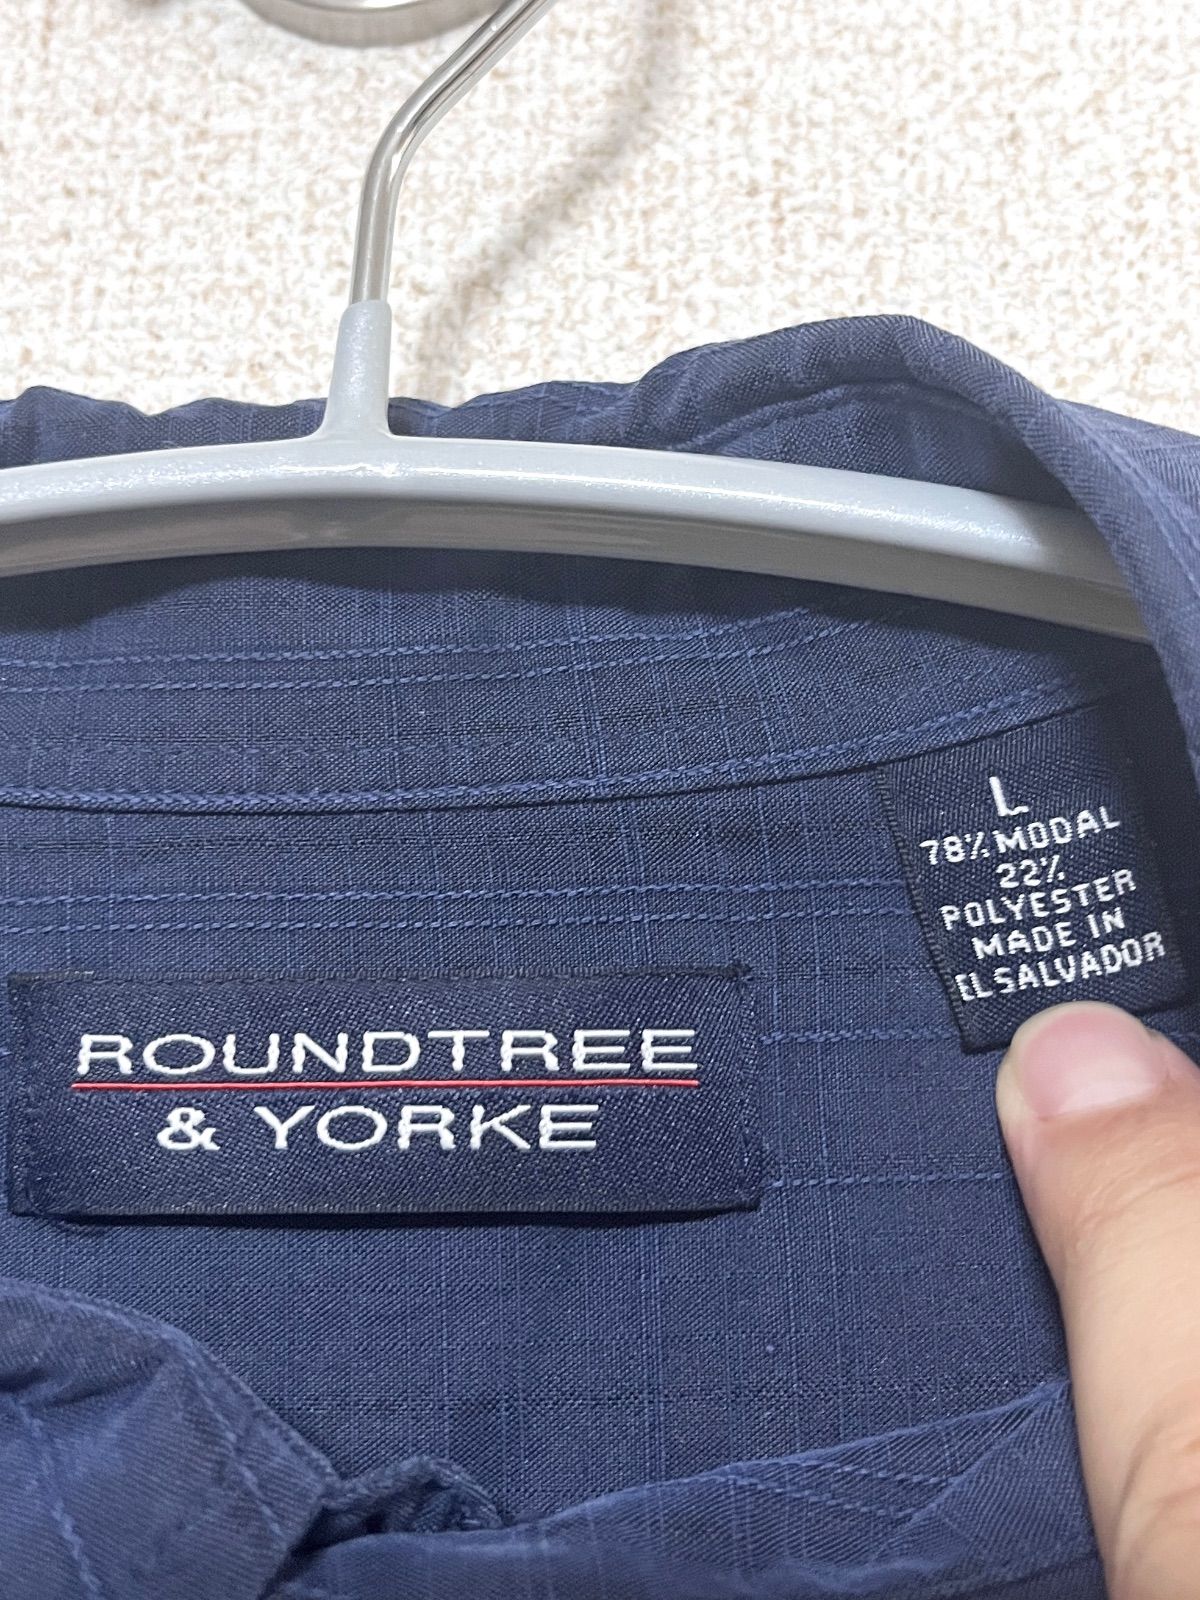 L
78% MODAL
22%
POLYESTER
MADE IN
EL SALVADOR
ROUNDTREE
& YORKE